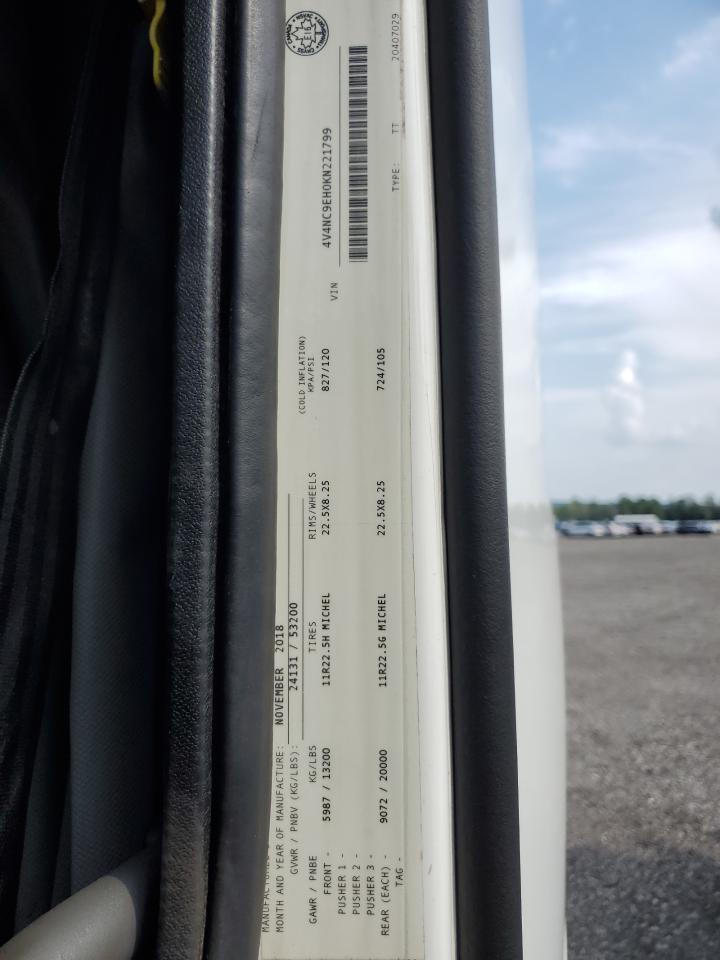 MANUFACTURED
MONTH AND YEAR OF MANUFACTURE: NOVEMBER 2018
GVWR / PNBV (KG/LBS): 24131 / 53200
GAWR / PNBE KG/LBS TIRES RIMS/WHEELS (COLD INFLATION) KPA/PSI
FRONT - 5987 / 13200 11R22.5H MICHEL 22.5X8.25 827/120
PUSHER 1 -
PUSHER 2 -
PUSHER 3 -
REAR (EACH) - 9072 / 20000 11R22.5G MICHEL 22.5X8.25 724/105
TAG -
VIN 4V4NC9EH0KN221799
TYPE: TT 20407029